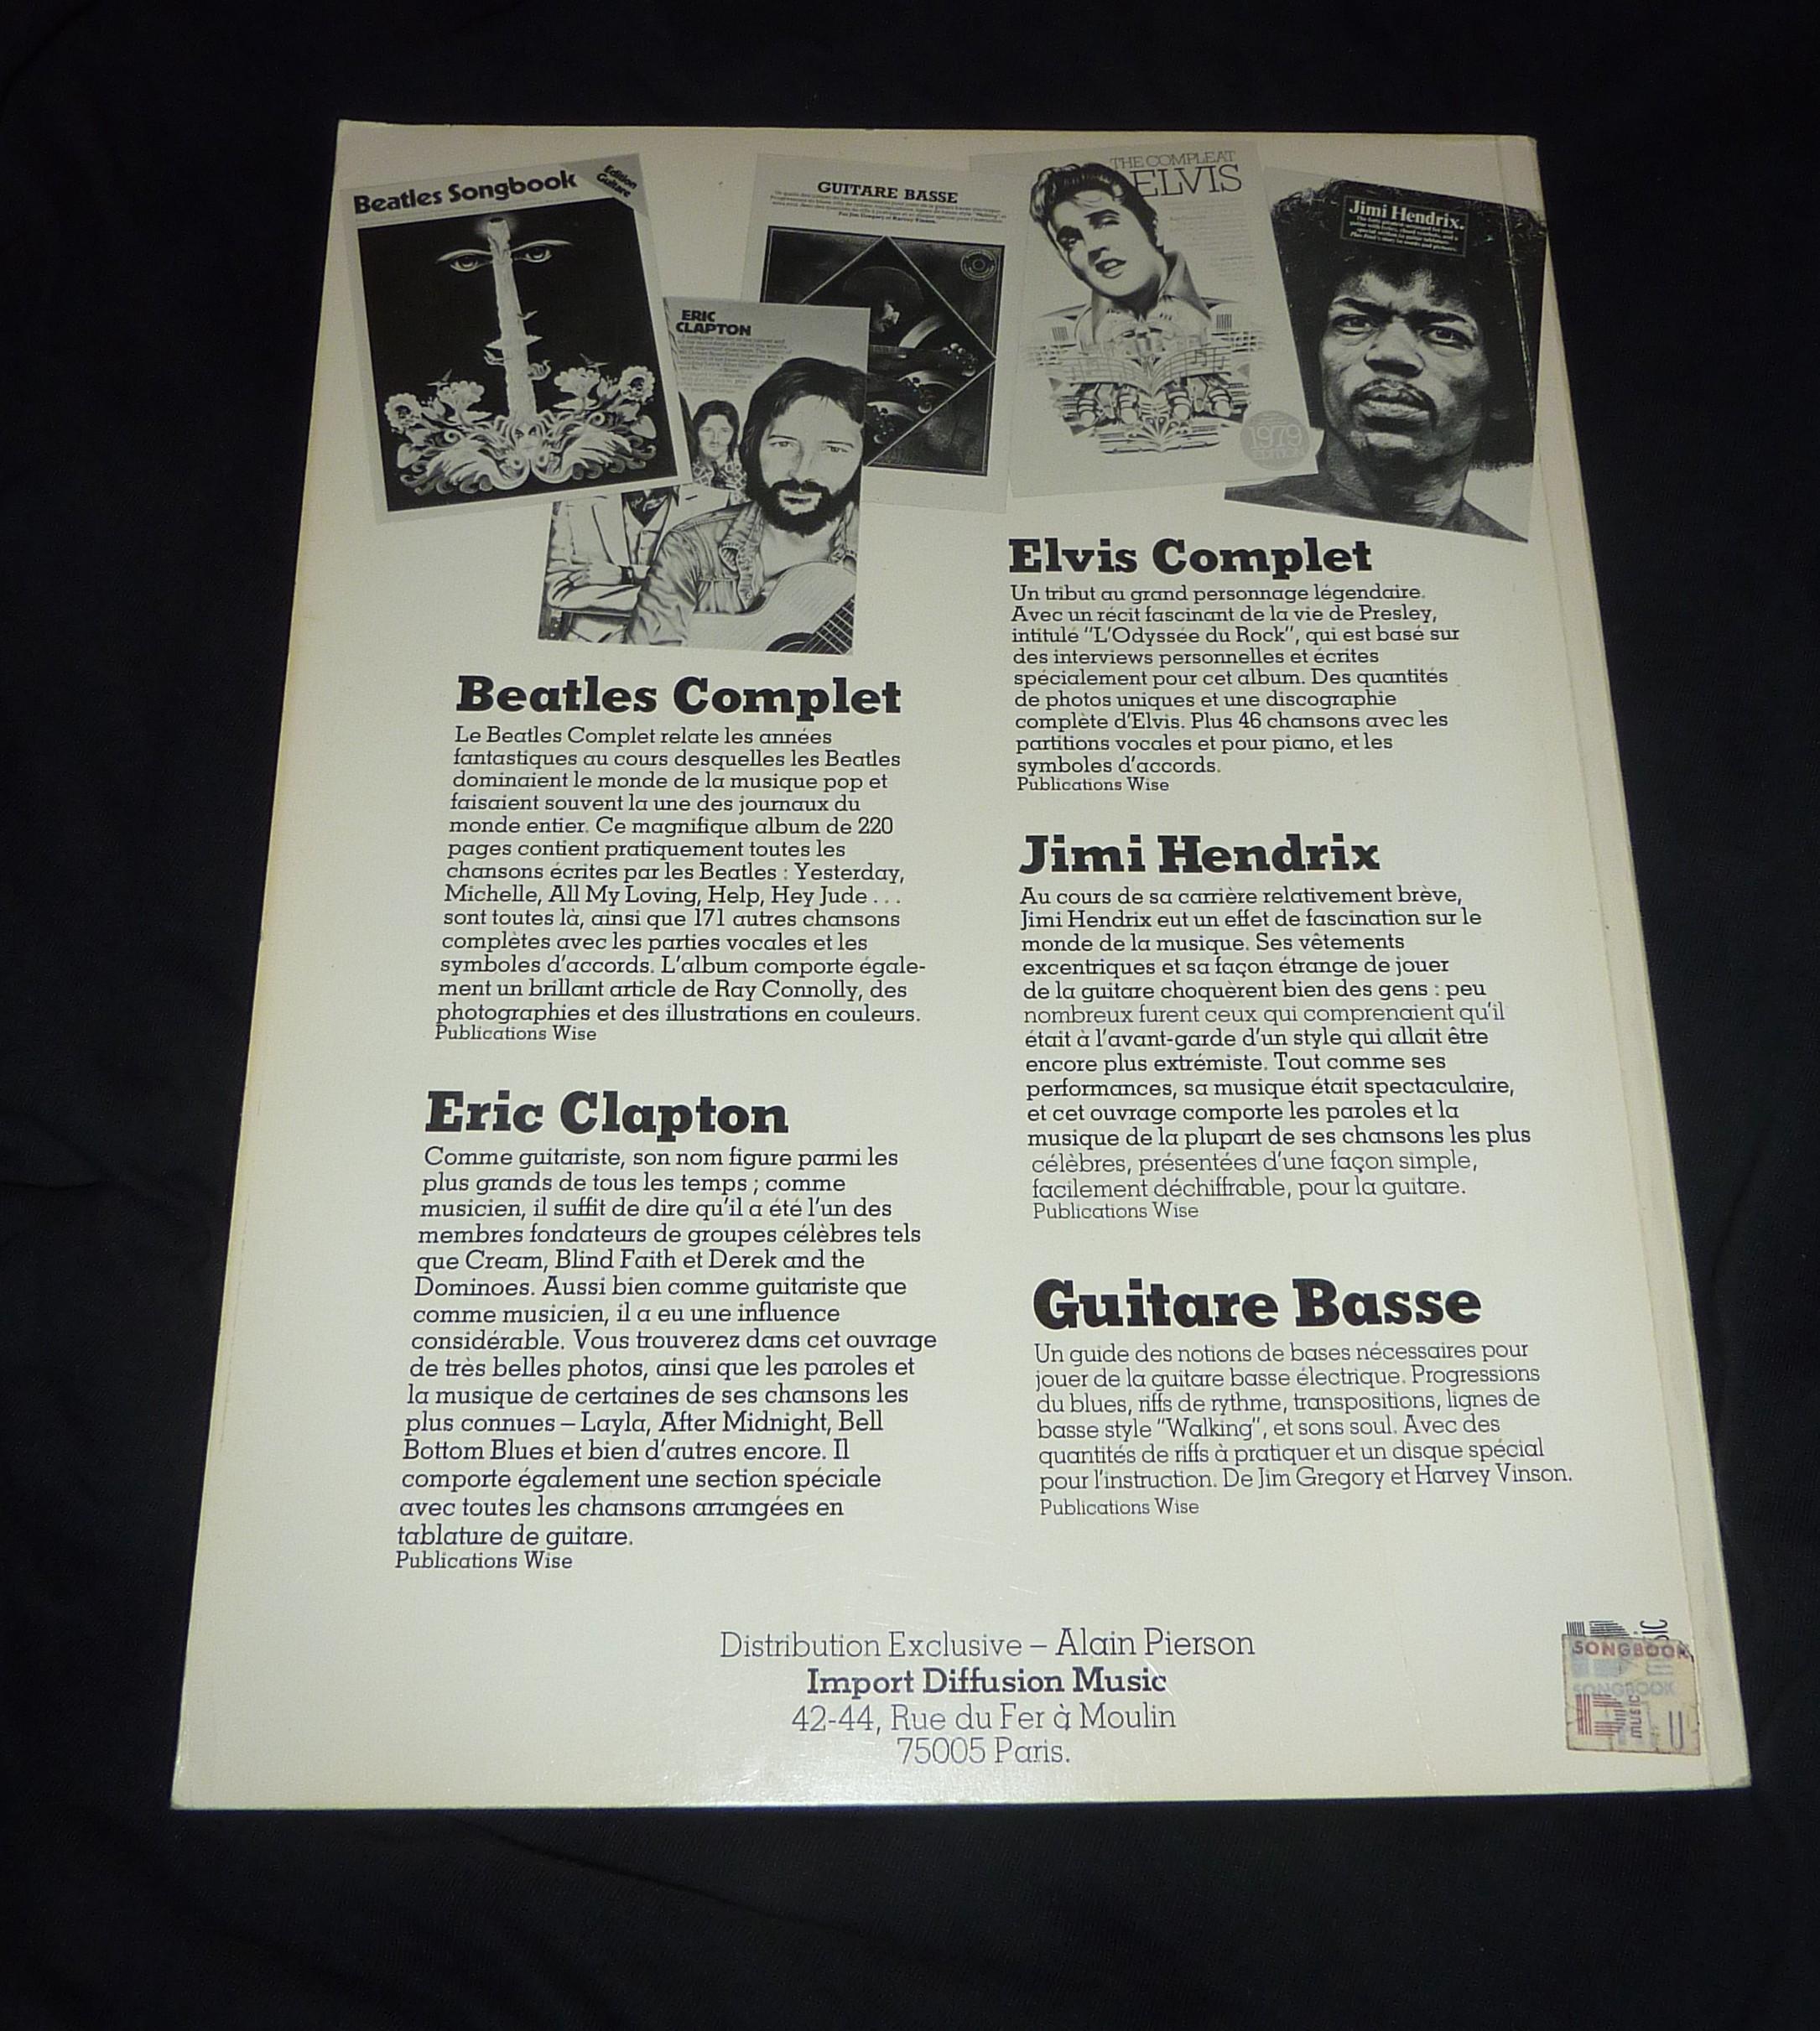 Beatles Songbook
Edition
Guitare
GUITARE BASSE
Par Jim Gregory et Harvey Vinson.
ERIC
CLAPTON
THE COMPLEAT
ELVIS
1979
EDITION
Jimi Hendrix.
Beatles Complet
Le Beatles Complet relate les années
fantastiques au cours desquelles les Beatles
dominaient le monde de la musique pop et
faisaient souvent la une des journaux du
monde entier. Ce magnifique album de 220
pages contient pratiquement toutes les
chansons écrites par les Beatles : Yesterday,
Michelle, All My Loving, Help, Hey Jude . . .
sont toutes là, ainsi que 171 autres chansons
complètes avec les parties vocales et les
symboles d'accords. L'album comporte égale-
ment un brillant article de Ray Connolly, des
photographies et des illustrations en couleurs.
Publications Wise
Eric Clapton
Comme guitariste, son nom figure parmi les
plus grands de tous les temps ; comme
musicien, il suffit de dire qu'il a été l'un des
membres fondateurs de groupes célèbres tels
que Cream, Blind Faith et Derek and the
Dominoes. Aussi bien comme guitariste que
comme musicien, il a eu une influence
considérable. Vous trouverez dans cet ouvrage
de très belles photos, ainsi que les paroles et
la musique de certaines de ses chansons les
plus connues – Layla, After Midnight, Bell
Bottom Blues et bien d'autres encore. Il
comporte également une section spéciale
avec toutes les chansons arrangées en
tablature de guitare.
Publications Wise
Elvis Complet
Un tribut au grand personnage légendaire.
Avec un récit fascinant de la vie de Presley,
intitulé "L'Odyssée du Rock", qui est basé sur
des interviews personnelles et écrites
spécialement pour cet album. Des quantités
de photos uniques et une discographie
complète d'Elvis. Plus 46 chansons avec les
partitions vocales et pour piano, et les
symboles d'accords.
Publications Wise
Jimi Hendrix
Au cours de sa carrière relativement brève,
Jimi Hendrix eut un effet de fascination sur le
monde de la musique. Ses vêtements
excentriques et sa façon étrange de jouer
de la guitare choquèrent bien des gens : peu
nombreux furent ceux qui comprenaient qu'il
était à l'avant-garde d'un style qui allait être
encore plus extrémiste. Tout comme ses
performances, sa musique était spectaculaire,
et cet ouvrage comporte les paroles et la
musique de la plupart de ses chansons les plus
célèbres, présentées d'une façon simple,
facilement déchiffrable, pour la guitare.
Publications Wise
Guitare Basse
Un guide des notions de bases nécessaires pour
jouer de la guitare basse électrique. Progressions
du blues, riffs de rythme, transpositions, lignes de
basse style "Walking", et sons soul. Avec des
quantités de riffs à pratiquer et un disque spécial
pour l'instruction. De Jim Gregory et Harvey Vinson.
Publications Wise
Distribution Exclusive – Alain Pierson
Import Diffusion Music
42-44, Rue du Fer à Moulin
75005 Paris.
SONGBOOK
SONGBOOK
MUSIC
U